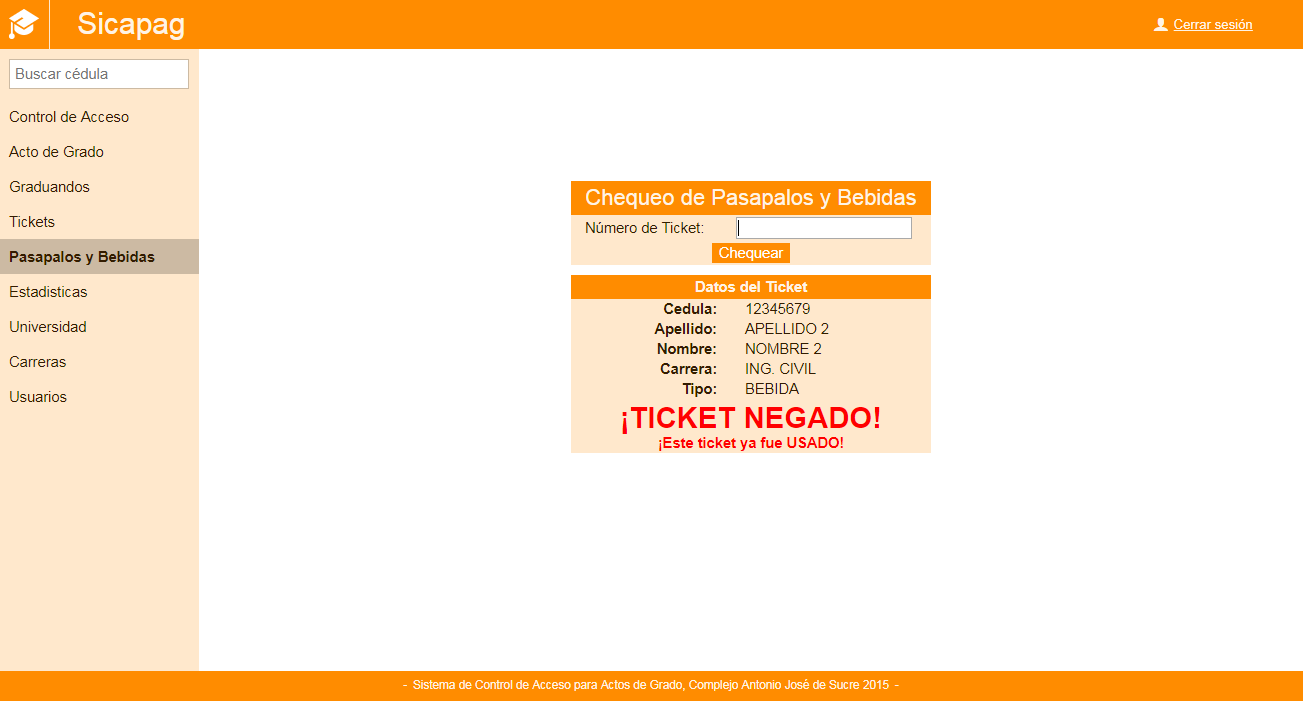 Sicapag
Cerrar sesión
Buscar cédula
Control de Acceso
Acto de Grado
Graduandos
Tickets
Pasapalos y Bebidas
Estadisticas
Universidad
Carreras
Usuarios
Chequeo de Pasapalos y Bebidas
Número de Ticket:
Chequear
Datos del Ticket
Cedula: 12345679
Apellido: APELLIDO 2
Nombre: NOMBRE 2
Carrera: ING. CIVIL
Tipo: BEBIDA
¡TICKET NEGADO!
¡Este ticket ya fue USADO!
- Sistema de Control de Acceso para Actos de Grado, Complejo Antonio José de Sucre 2015 -